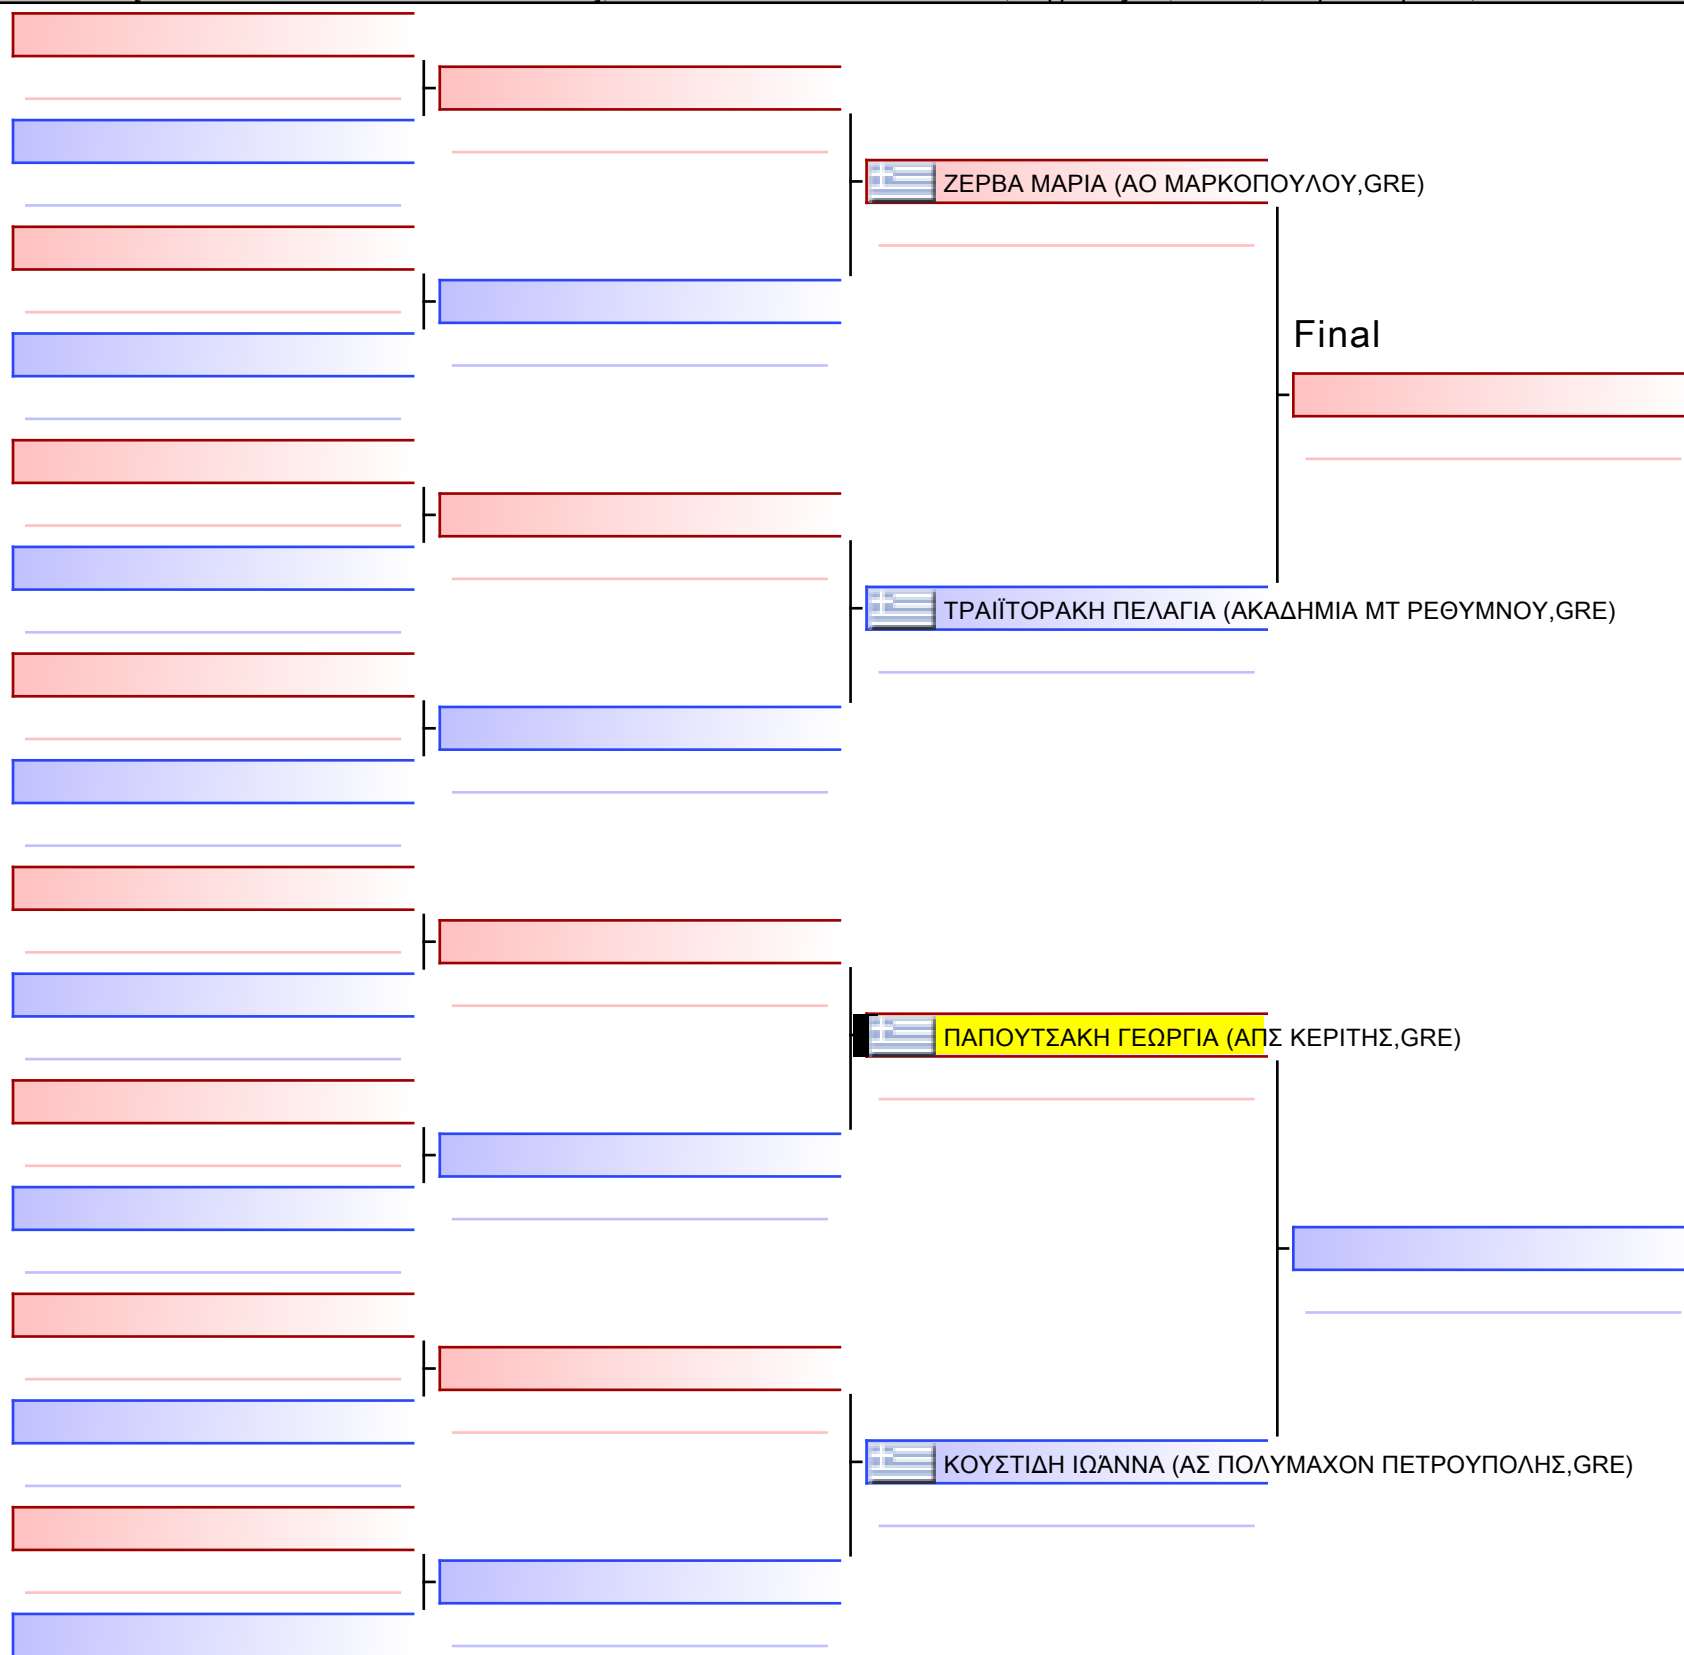 ΖΕΡΒΑ ΜΑΡΙΑ (ΑΟ ΜΑΡΚΟΠΟΥΛΟΥ,GRE)
Final
ΤΡΑΙΪΤΟΡΑΚΗ ΠΕΛΑΓΙΑ (ΑΚΑΔΗΜΙΑ ΜΤ ΡΕΘΥΜΝΟΥ,GRE)
ΠΑΠΟΥΤΣΑΚΗ ΓΕΩΡΓΙΑ (ΑΠΣ ΚΕΡΙΤΗΣ,GRE)
ΚΟΥΣΤΙΔΗ ΙΩΆΝΝΑ (ΑΣ ΠΟΛΥΜΑΧΟΝ ΠΕΤΡΟΥΠΟΛΗΣ,GRE)